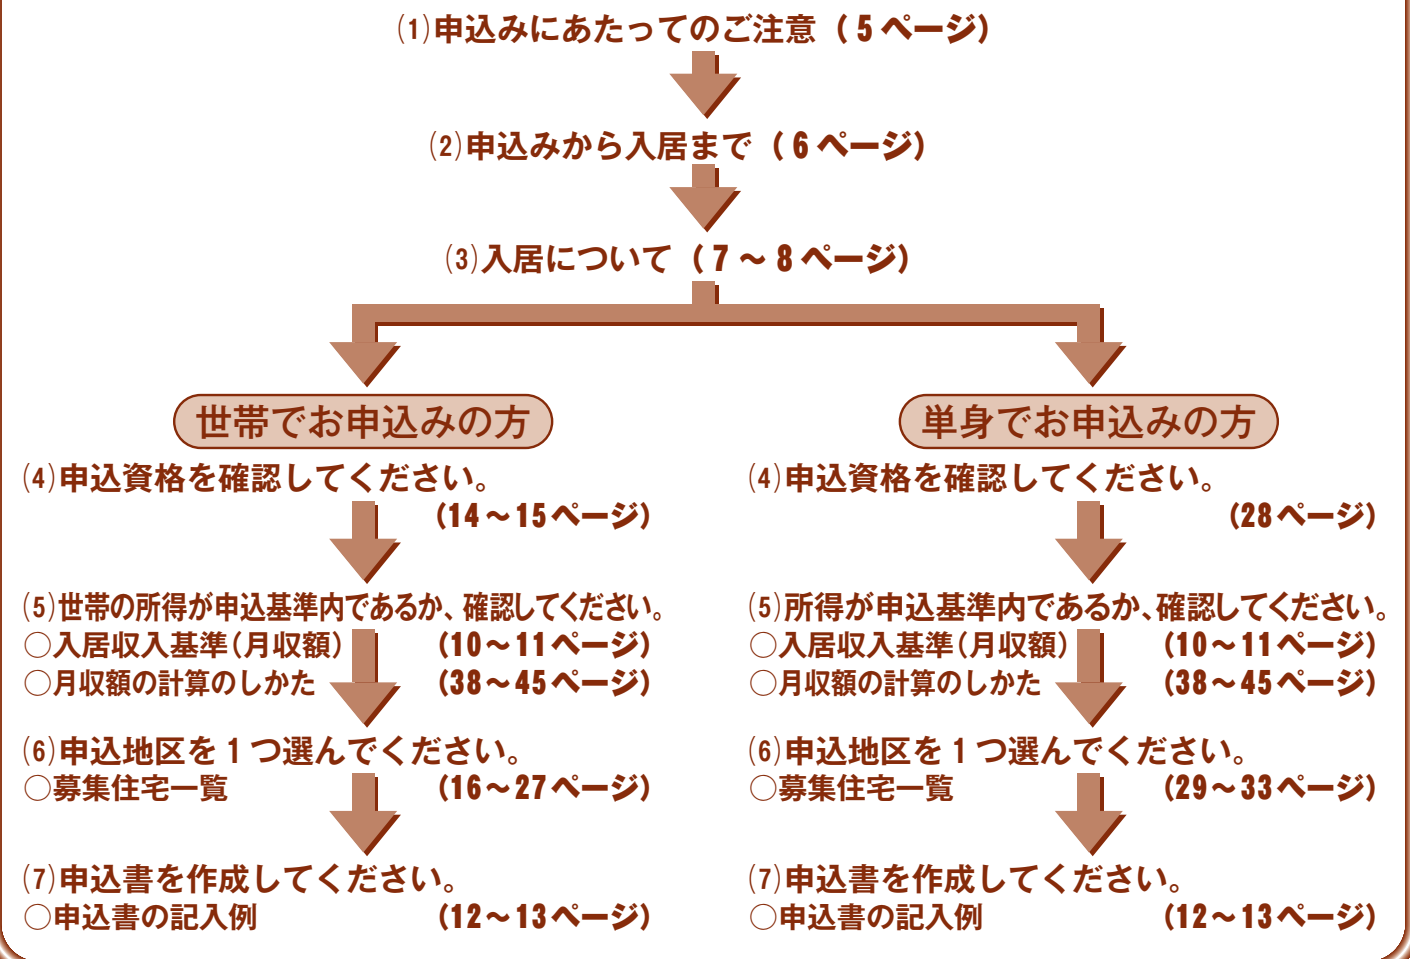 (1)申込みにあたってのご注意（5ページ）
(2)申込みから入居まで（6ページ）
(3)入居について（7～8ページ）
世帯でお申込みの方
(4)申込資格を確認してください。
(14～15ページ)
(5)世帯の所得が申込基準内であるか、確認してください。
○入居収入基準(月収額) (10～11ページ)
○月収額の計算のしかた (38～45ページ)
(6)申込地区を1つ選んでください。
○募集住宅一覧 (16～27ページ)
(7)申込書を作成してください。
○申込書の記入例 (12～13ページ)
単身でお申込みの方
(4)申込資格を確認してください。
(28ページ)
(5)所得が申込基準内であるか、確認してください。
○入居収入基準(月収額) (10～11ページ)
○月収額の計算のしかた (38～45ページ)
(6)申込地区を1つ選んでください。
○募集住宅一覧 (29～33ページ)
(7)申込書を作成してください。
○申込書の記入例 (12～13ページ)